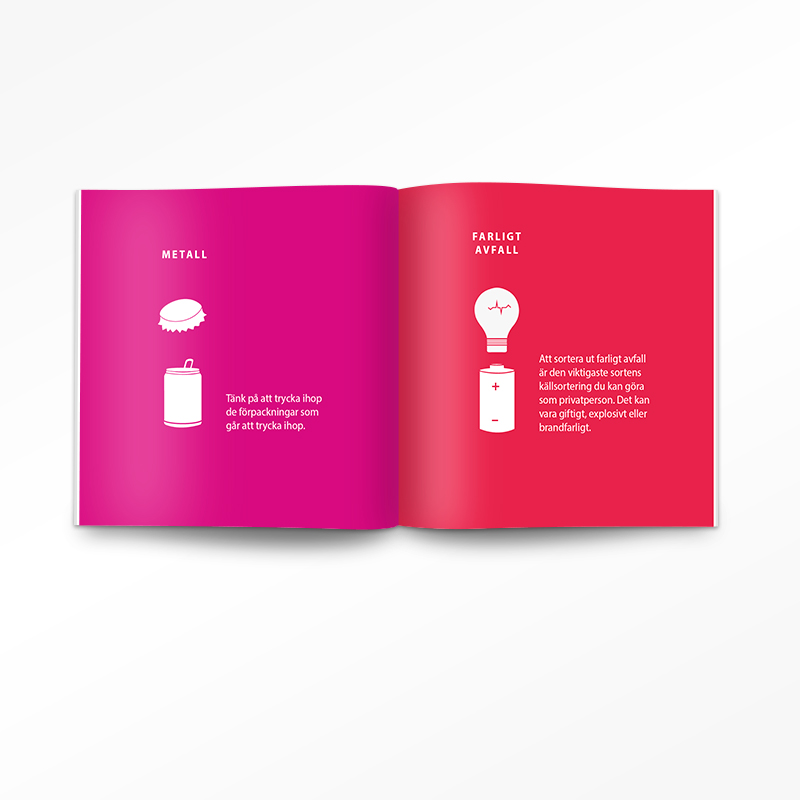 METALL
Tänk på att trycka ihop
de förpackningar som
går att trycka ihop.
FARLIGT
AVFALL
+
–
Att sortera ut farligt avfall
är den viktigaste sortens
källsortering du kan göra
som privatperson. Det kan
vara giftigt, explosivt eller
brandfarligt.